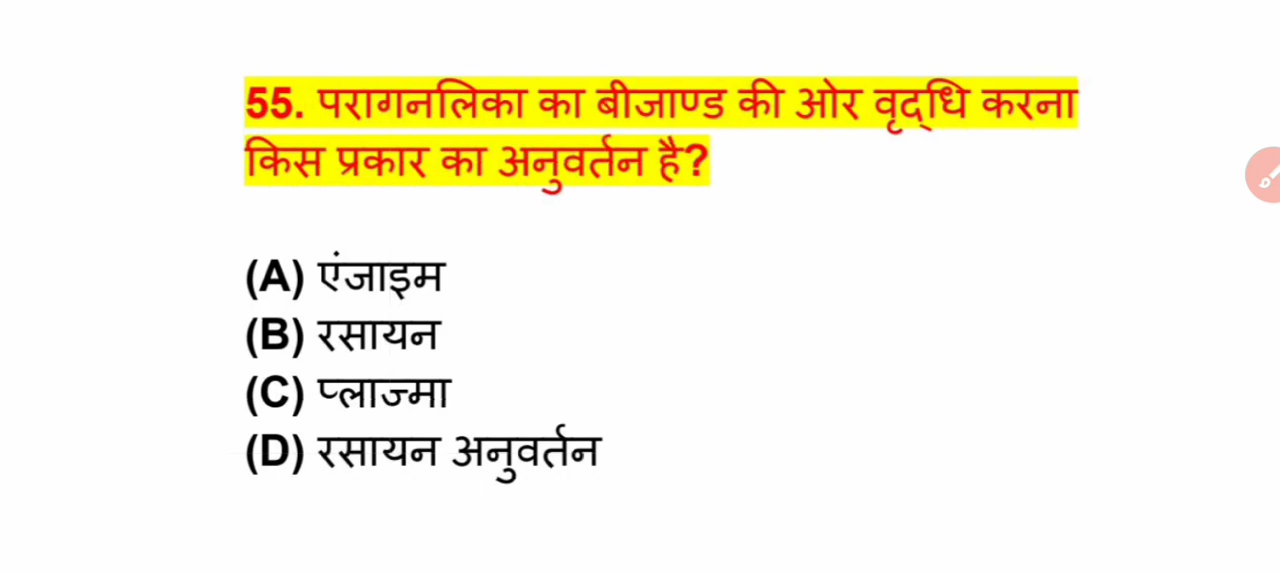 55. परागनलिका का बीजाण्ड की ओर वृद्धि करना
किस प्रकार का अनुवर्तन है?
(A) एंजाइम
(B) रसायन
(C) प्लाज्मा
(D) रसायन अनुवर्तन